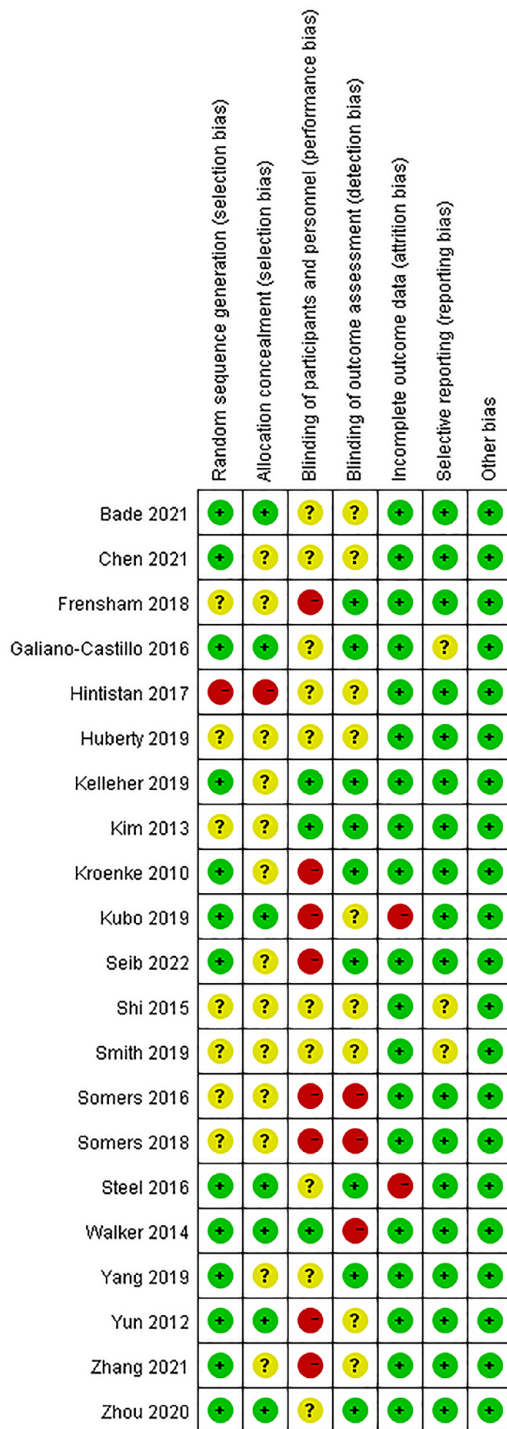 Random sequence generation (selection bias)
Allocation concealment (selection bias)
Blinding of participants and personnel (performance bias)
Blinding of outcome assessment (detection bias)
Incomplete outcome data (attrition bias)
Selective reporting (reporting bias)
Other bias
Bade 2021 + + ? ? + + +
Chen 2021 + ? ? ? + + +
Frensham 2018 ? ? - + + + +
Galiano-Castillo 2016 + + ? + + ? +
Hintistan 2017 - - ? ? + + +
Huberty 2019 ? ? ? ? + + +
Kelleher 2019 + ? + + + + +
Kim 2013 ? ? + + + + +
Kroenke 2010 + ? - + + + +
Kubo 2019 + + - ? - + +
Seib 2022 + ? - + + + +
Shi 2015 ? ? ? ? + ? +
Smith 2019 ? ? ? ? + ? +
Somers 2016 ? ? - - + + +
Somers 2018 ? ? - - + + +
Steel 2016 + + ? + - + +
Walker 2014 + + + - + + +
Yang 2019 + ? ? + + + +
Yun 2012 + + - ? + + +
Zhang 2021 + ? - ? + + +
Zhou 2020 + + ? + + + +